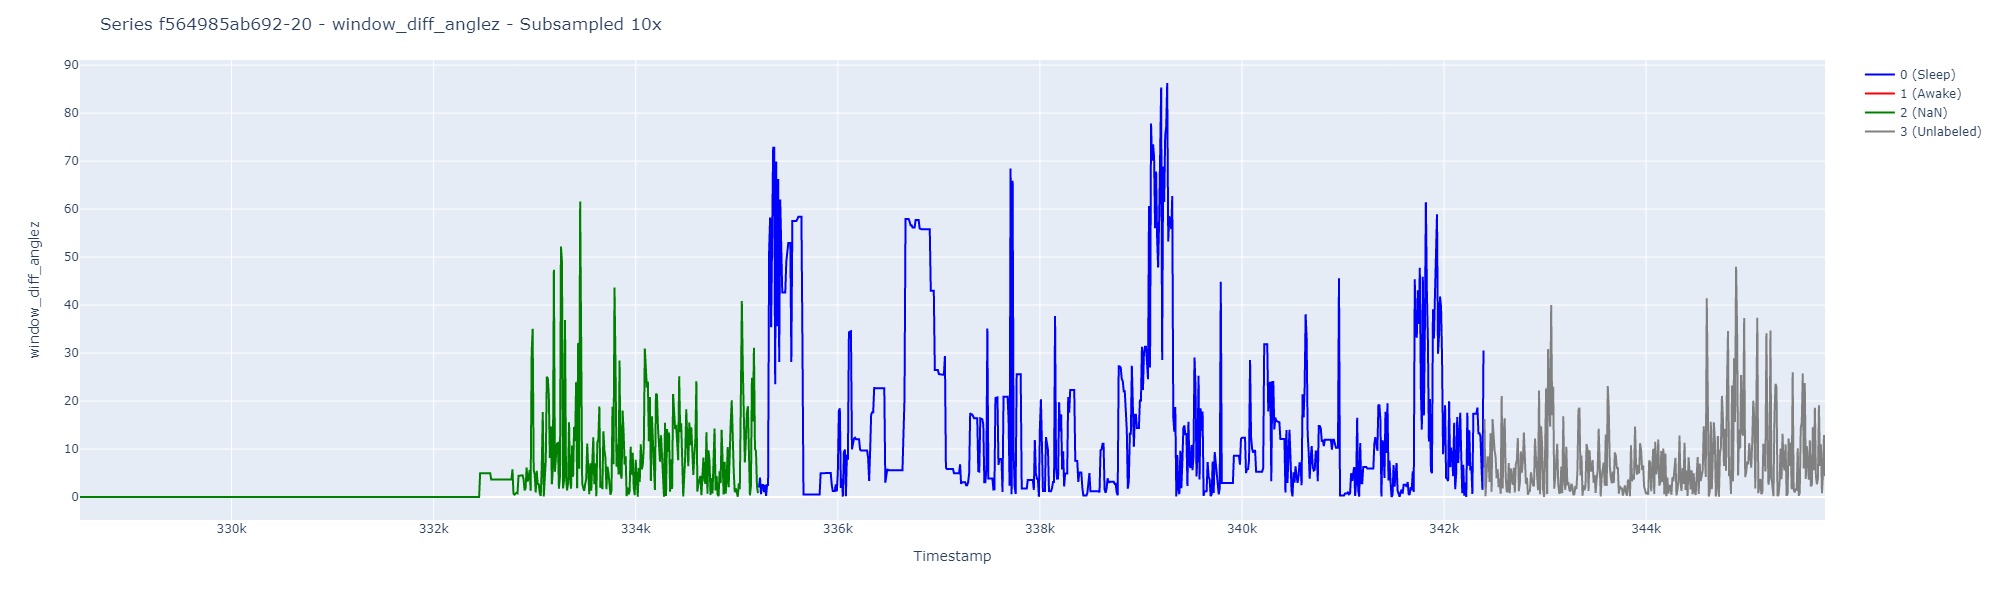 Series f564985ab692-20 - window_diff_anglez - Subsampled 10x
0 (Sleep)
1 (Awake)
2 (NaN)
3 (Unlabeled)
window_diff_anglez
90
80
70
60
50
40
30
20
10
0
330k 332k 334k 336k 338k 340k 342k 344k
Timestamp